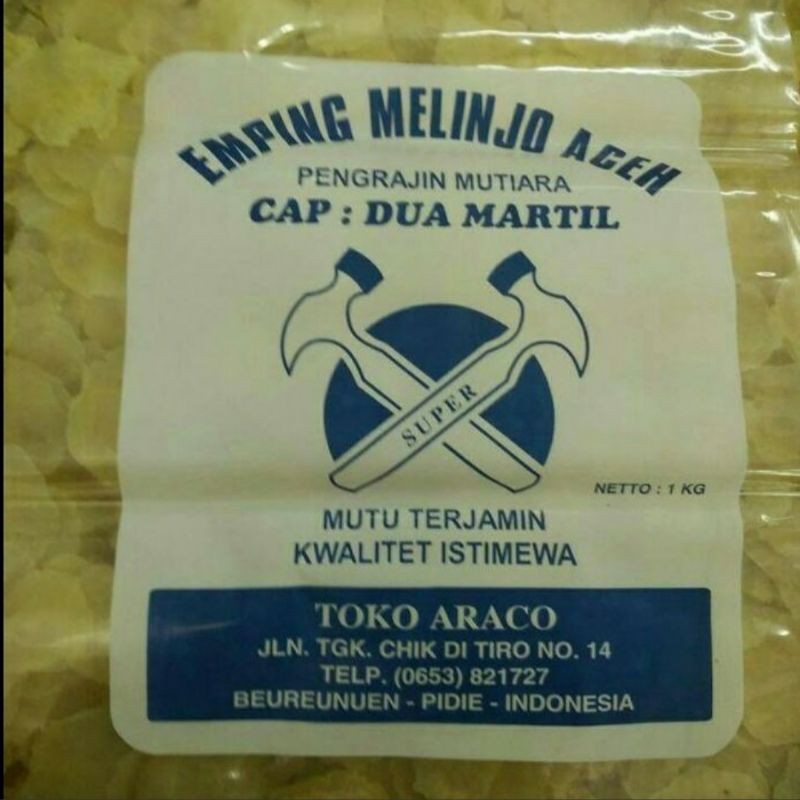 EMPING MELINJO ACEH
PENGRAJIN MUTIARA
CAP : DUA MARTIL
SUPER
NETTO : 1 KG
MUTU TERJAMIN
KWALITET ISTIMEWA
TOKO ARACO
JLN. TGK. CHIK DI TIRO NO. 14
TELP. (0653) 821727
BEUREUNUEN - PIDIE - INDONESIA